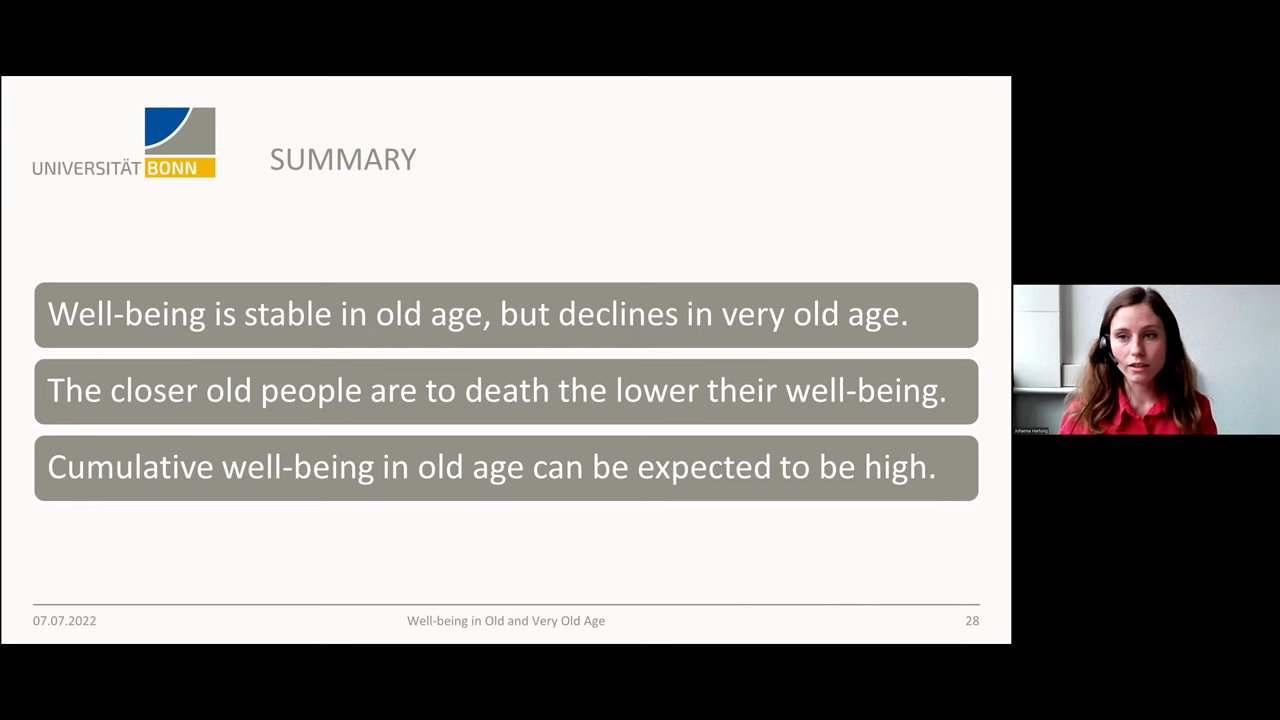 UNIVERSITÄT BONN
SUMMARY
Well-being is stable in old age, but declines in very old age.
The closer old people are to death the lower their well-being.
Cumulative well-being in old age can be expected to be high.
Johanna Hartung
07.07.2022
Well-being in Old and Very Old Age
28